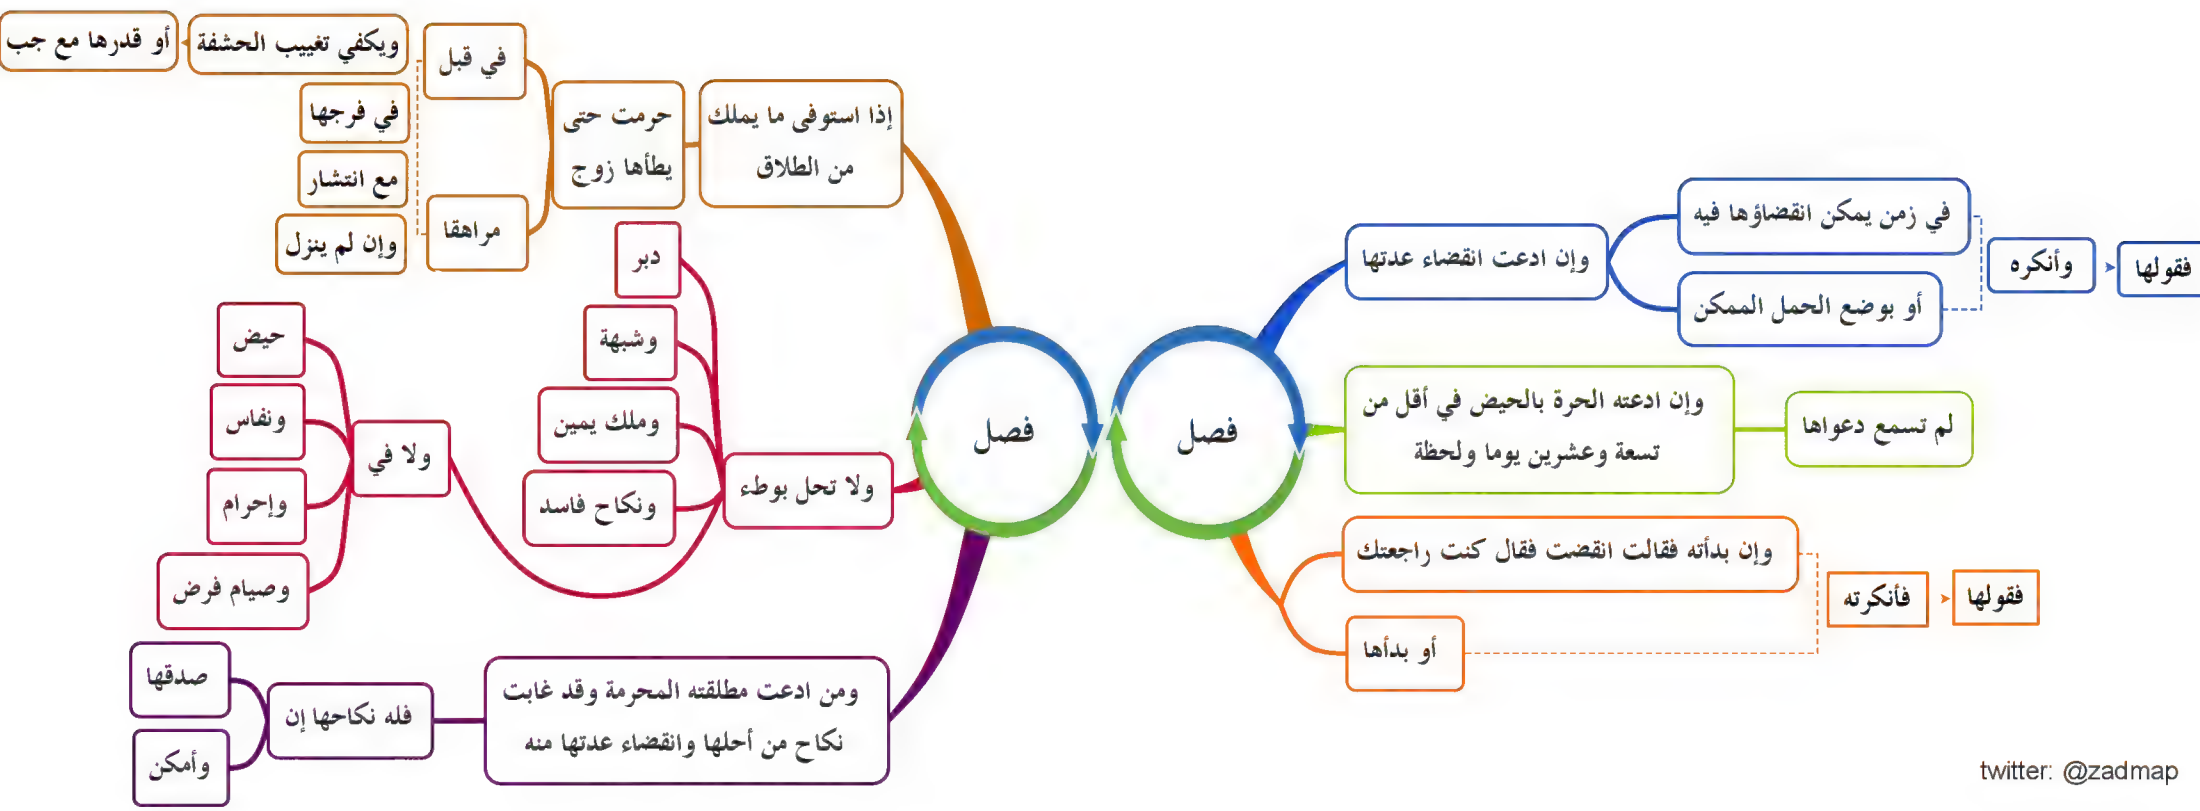 فصل
وإن ادعت انقضاء عدتها
في زمن يمكن انقضاؤها فيه
أو بوضع الحمل الممكن
وأنكره
فقولها
وإن ادعته الحرة بالحيض في أقل من
تسعة وعشرين يوما ولحظة
لم تسمع دعواها
وإن بدأته فقالت انقضت فقال كنت راجعتك
أو بدأها
فأنكرته
فقولها
فصل
إذا استوفى ما يملك
من الطلاق
حرمت حتى
يطأها زوج
في قبل
مراهقا
ويكفي تغييب الحشفة
أو قدرها مع جب
في فرجها
مع انتشار
وإن لم ينزل
ولا تحل بوطء
دبر
وشبهة
وملك يمين
ونكاح فاسد
ولا في
حيض
ونفاس
وإحرام
وصيام فرض
ومن ادعت مطلقته المحرمة وقد غابت
نكاح من أحلها وانقضاء عدتها منه
فله نكاحها إن
صدقها
وأمكن
twitter: @zadmap